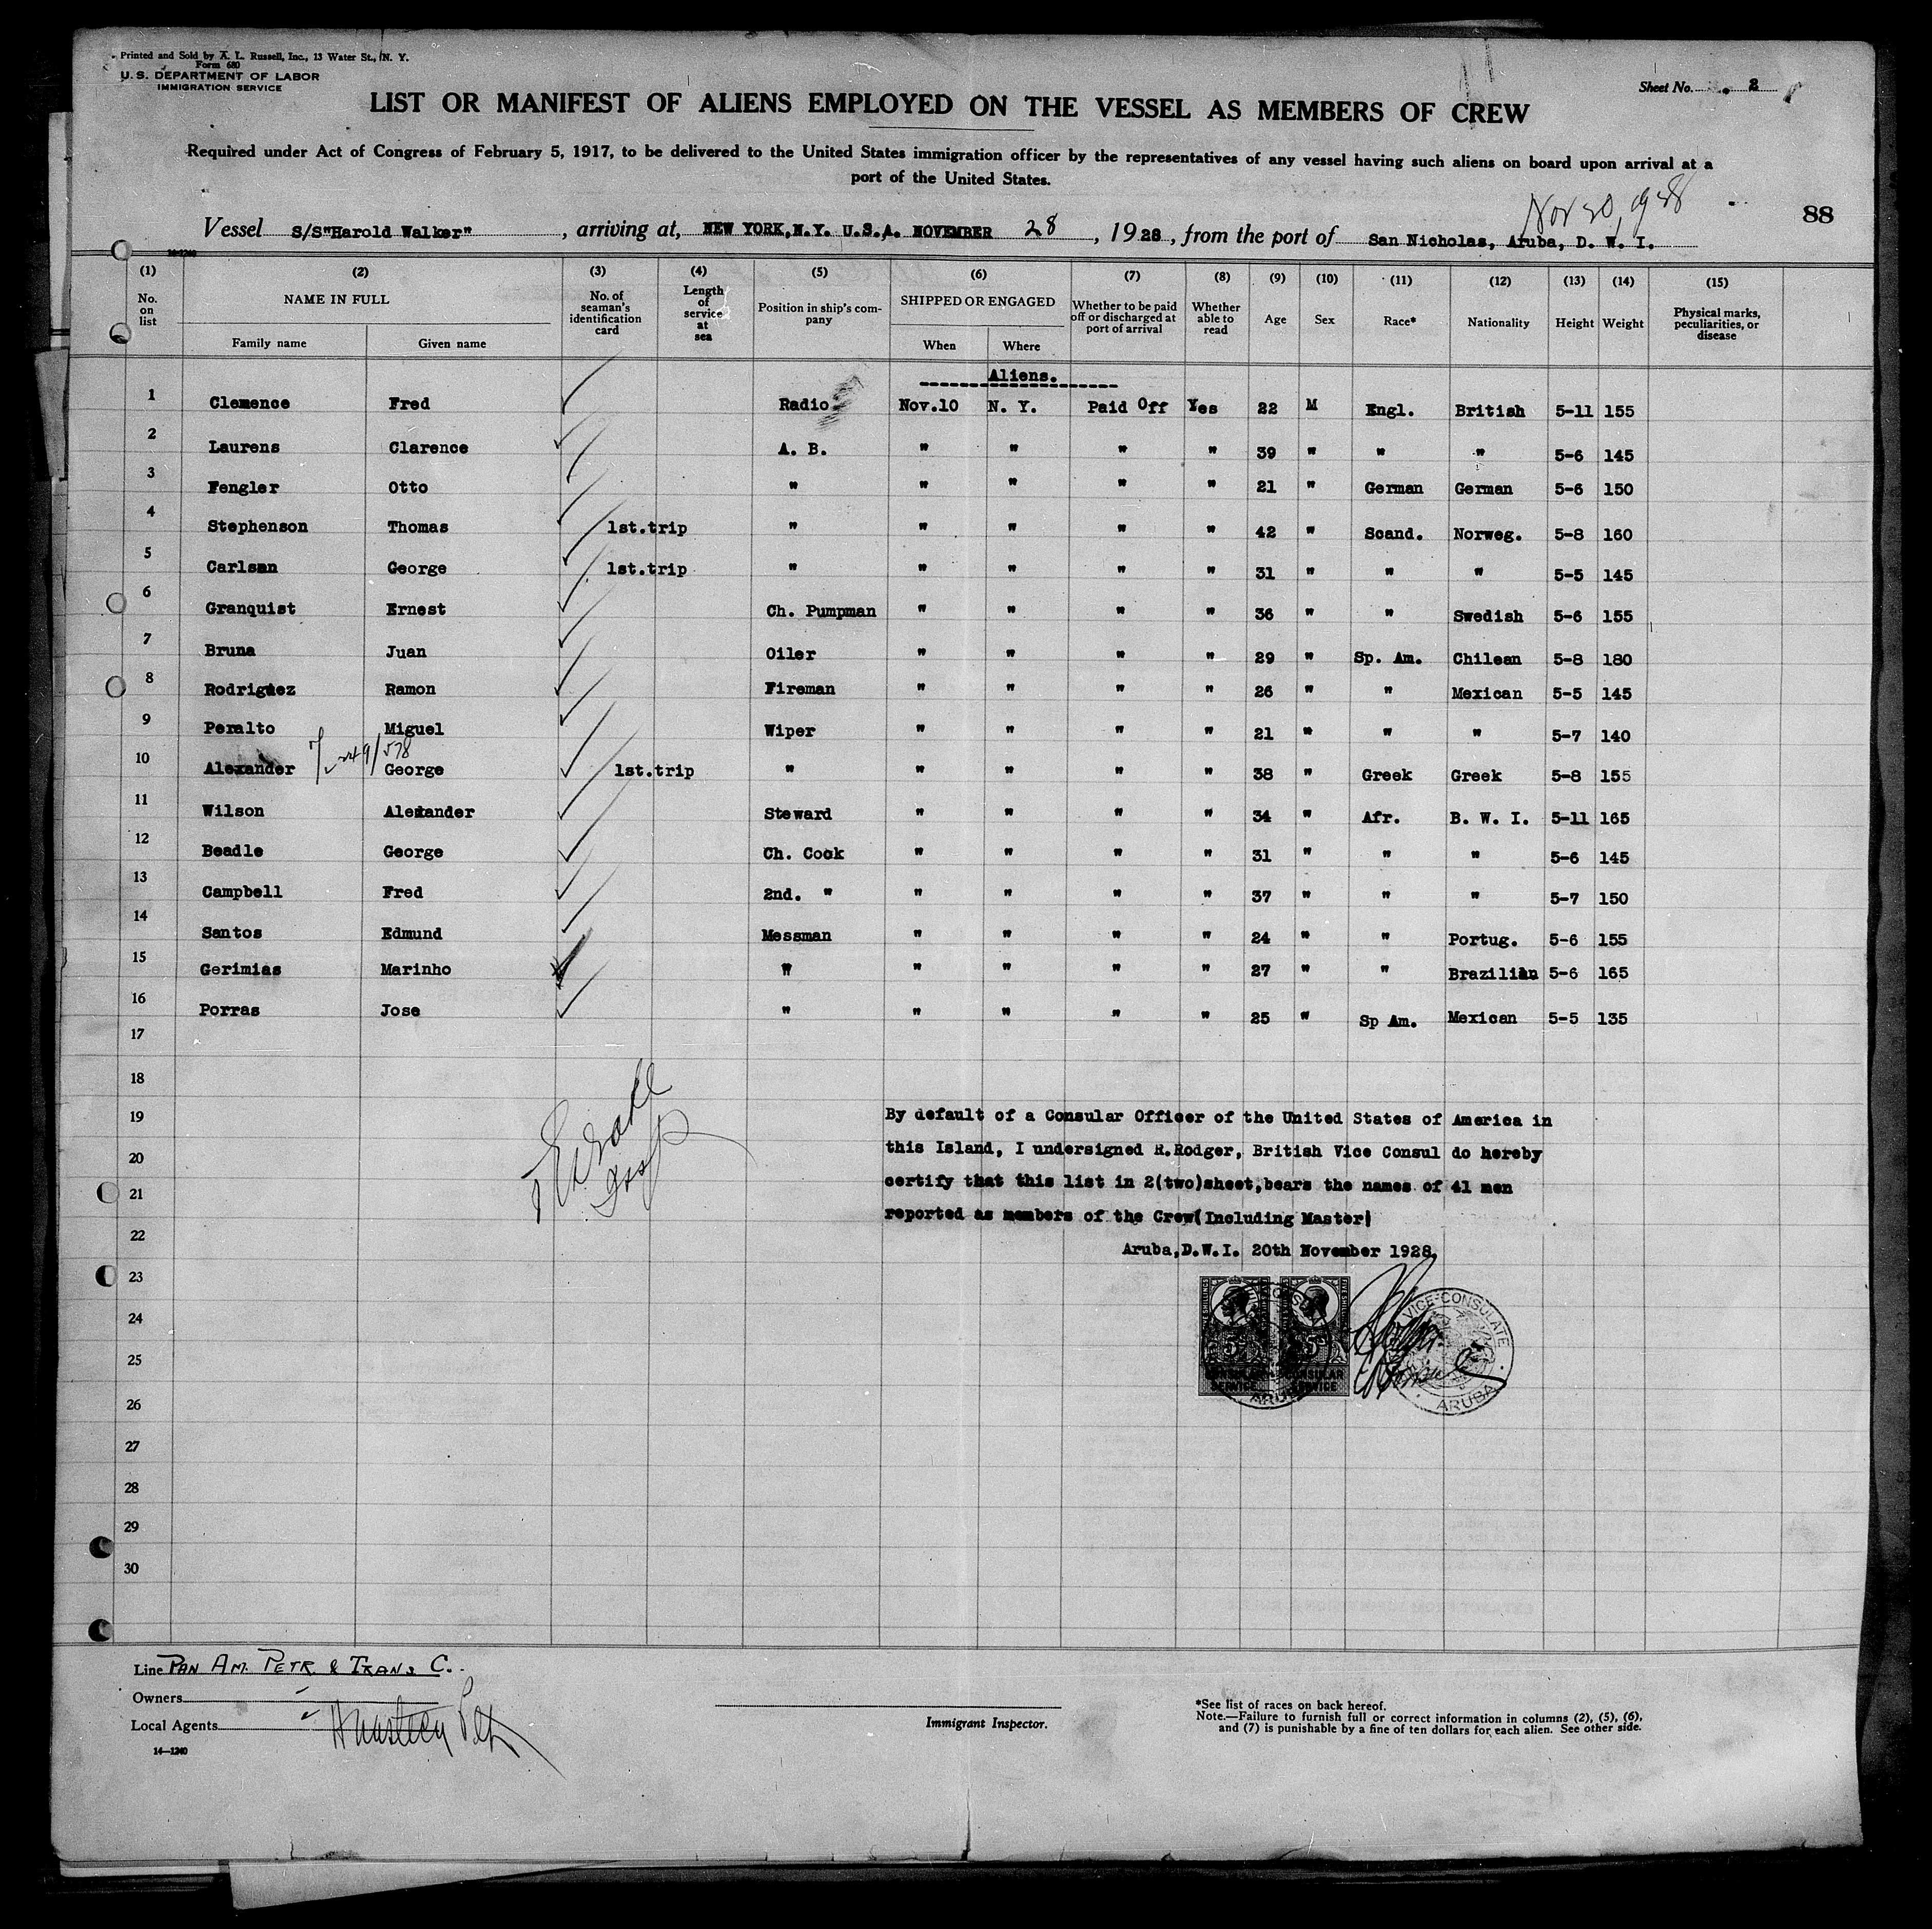 Printed and Sold by A. L. Russell, Inc., 13 Water St., N. Y.
Form 680
U. S. DEPARTMENT OF LABOR
IMMIGRATION SERVICE
Sheet No. 2
LIST OR MANIFEST OF ALIENS EMPLOYED ON THE VESSEL AS MEMBERS OF CREW
Required under Act of Congress of February 5, 1917, to be delivered to the United States immigration officer by the representatives of any vessel having such aliens on board upon arrival at a
port of the United States.
Nov 20, 1928
88
Vessel S/S"Harold Walker", arriving at, NEW YORK,N.Y. U.S.A. NOVEMBER 28, 1928, from the port of San Nicholas, Aruba, D. W. I.
14-1240
(1) (2) (3) (4) (5) (6) (7) (8) (9) (10) (11) (12) (13) (14) (15)
No. on list NAME IN FULL Family name Given name No. of seaman's identification card Length of service at sea Position in ship's company SHIPPED OR ENGAGED When Where Whether to be paid off or discharged at port of arrival Whether able to read Age Sex Race* Nationality Height Weight Physical marks, peculiarities, or disease
Aliens.
1 Clemence Fred Radio Nov.10 N. Y. Paid Off Yes 22 M Engl. British 5-11 155
2 Laurens Clarence A. B. " " " " 39 " " " 5-6 145
3 Fengler Otto " " " " " 21 " German German 5-6 150
4 Stephenson Thomas 1st.trip " " " " " 42 " Scand. Norweg. 5-8 160
5 Carlsan George 1st.trip " " " " " 31 " " " 5-5 145
6 Granquist Ernest Ch. Pumpman " " " " 36 " " Swedish 5-6 155
7 Bruna Juan Oiler " " " " 29 " Sp. Am. Chilean 5-8 180
8 Rodriguez Ramon Fireman " " " " 26 " " Mexican 5-5 145
9 Peralto Miguel Wiper " " " " 21 " " " 5-7 140
10 Alexander George 1st.trip " " " " " 38 " Greek Greek 5-8 155
11 Wilson Alexander Steward " " " " 34 " Afr. B. W. I. 5-11 165
12 Beadle George Ch. Cook " " " " 31 " " " 5-6 145
13 Campbell Fred 2nd. " " " " " 37 " " " 5-7 150
14 Santos Edmund Messman " " " " 24 " " Portug. 5-6 155
15 Gerimias Marinho " " " " " 27 " " Brazilian 5-6 165
16 Porras Jose " " " " " 25 " Sp Am. Mexican 5-5 135
17
18
19
20
21
22
23
24
25
26
27
28
29
30
By default of a Consular Officer of the United States of America in
this Island, I undersigned R.Rodger, British Vice Consul do hereby
certify that this list in 2(two)sheet,bears the names of 41 men
reported as members of the Crew(Including Master)
Aruba,D.W.I. 20th November 1928.
CONSULAR SERVICE
CONSULAR SERVICE
ARUBA
VICE-CONSULATE
ARUBA
Line PAN AM. PETR. & TRANS C.
Owners "
Local Agents " Huasteca Pet
14—1240
Immigrant Inspector.
*See list of races on back hereof.
Note.—Failure to furnish full or correct information in columns (2), (5), (6),
and (7) is punishable by a fine of ten dollars for each alien. See other side.